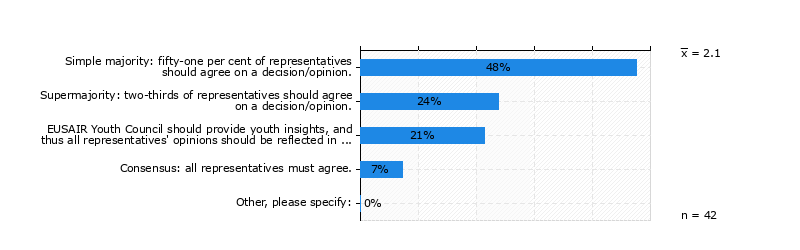 x̅ = 2.1
Simple majority: fifty-one per cent of representatives
should agree on a decision/opinion.
48%
Supermajority: two-thirds of representatives should agree
on a decision/opinion.
24%
EUSAIR Youth Council should provide youth insights, and
thus all representatives' opinions should be reflected in ...
21%
Consensus: all representatives must agree.
7%
Other, please specify:
0%
n = 42